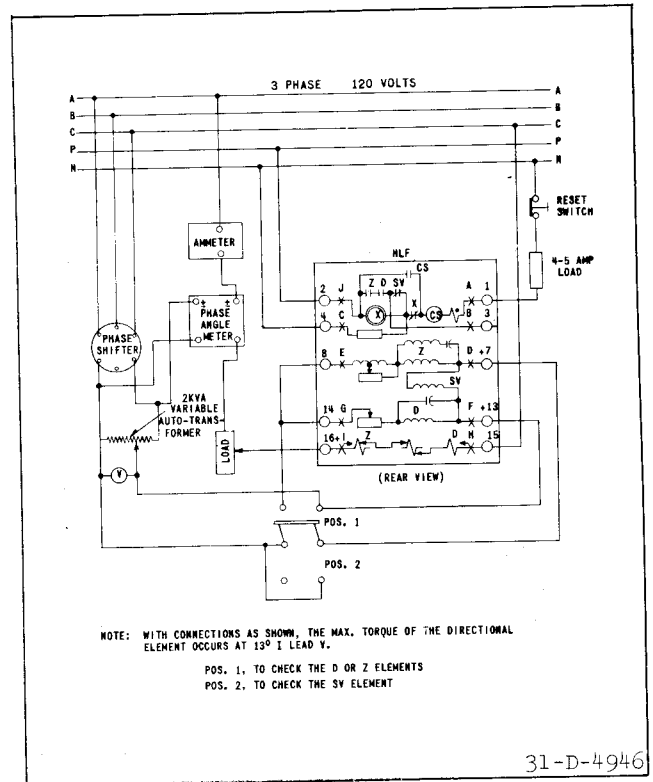 3 PHASE 120 VOLTS
A A
B B
C C
P P
N N
RESET
SWITCH
AMMETER
HLF
4-5 AMP
LOAD
CS
Z D SV
2 J X X CS A 1
4 C B 3
± ±
PHASE
ANGLE
METER
PHASE
SHIFTER
8 E Z D +7
SV
2KVA
VARIABLE
AUTO-TRANS-
FORMER
14 G D F +13
LOAD
16+ I Z D H 15
V
(REAR VIEW)
POS. 1
POS. 2
NOTE: WITH CONNECTIONS AS SHOWN, THE MAX. TORQUE OF THE DIRECTIONAL
ELEMENT OCCURS AT 13° I LEAD V.
POS. 1, TO CHECK THE D OR Z ELEMENTS
POS. 2, TO CHECK THE SV ELEMENT
31-D-4946